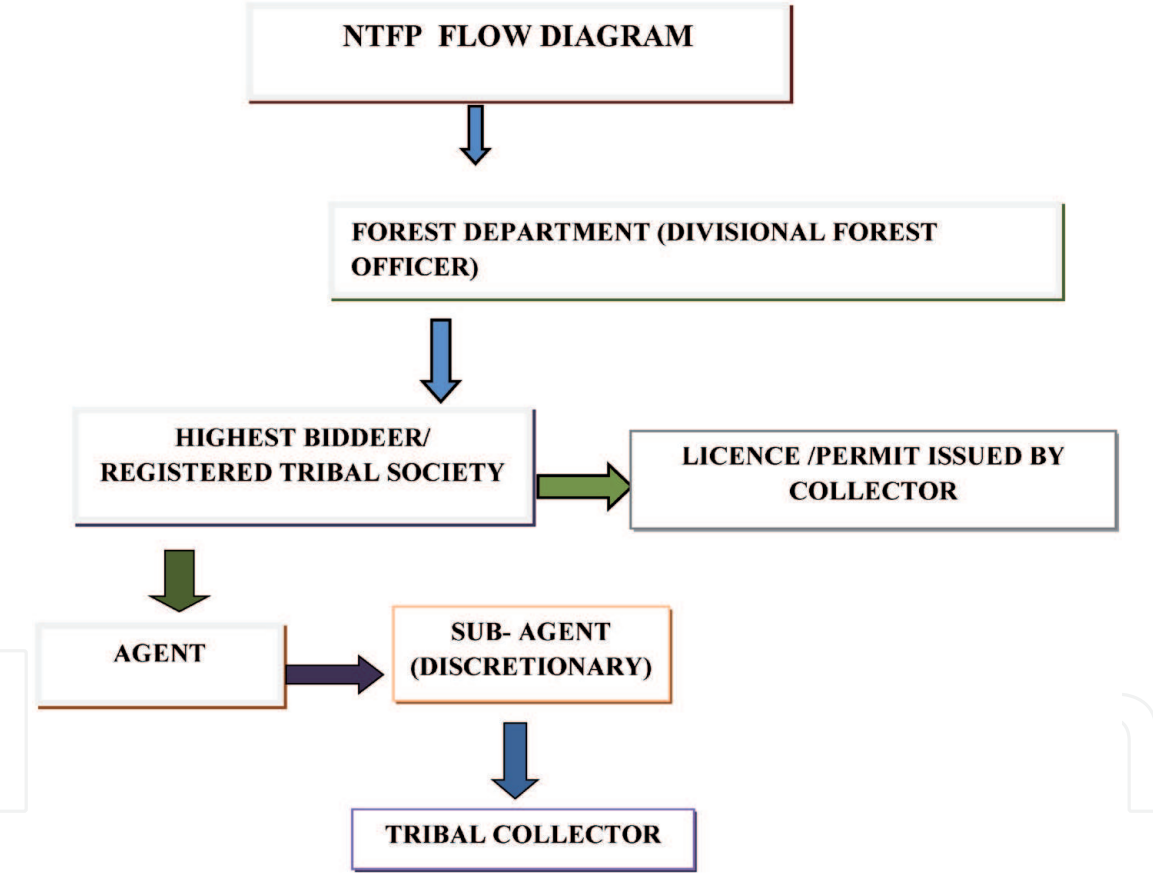 NTFP FLOW DIAGRAM
FOREST DEPARTMENT (DIVISIONAL FOREST
OFFICER)
HIGHEST BIDDEER/
REGISTERED TRIBAL SOCIETY
LICENCE /PERMIT ISSUED BY
COLLECTOR
AGENT
SUB- AGENT
(DISCRETIONARY)
TRIBAL COLLECTOR